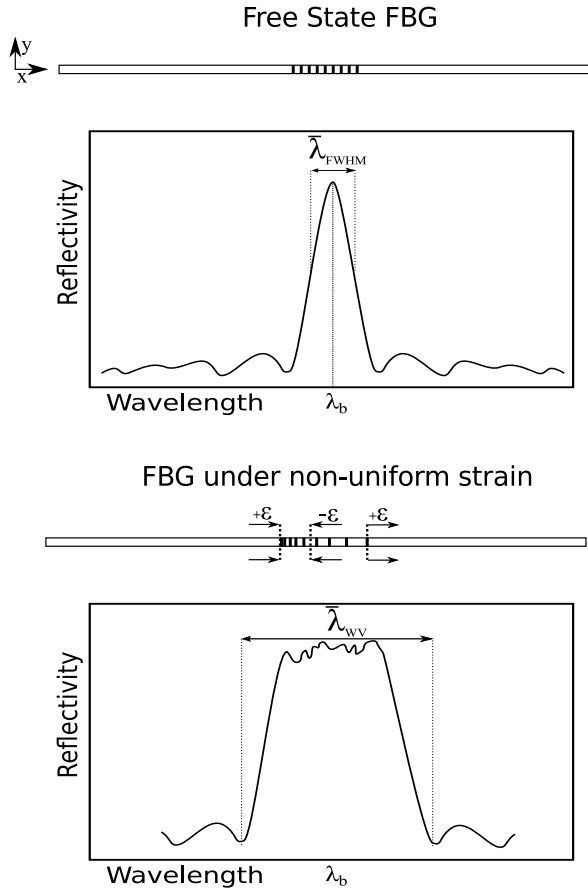 Free State FBG
y
x
λ̅FWHM
Reflectivity
Wavelength
λb
FBG under non-uniform strain
+ε -ε +ε
λ̅WV
Reflectivity
Wavelength
λb